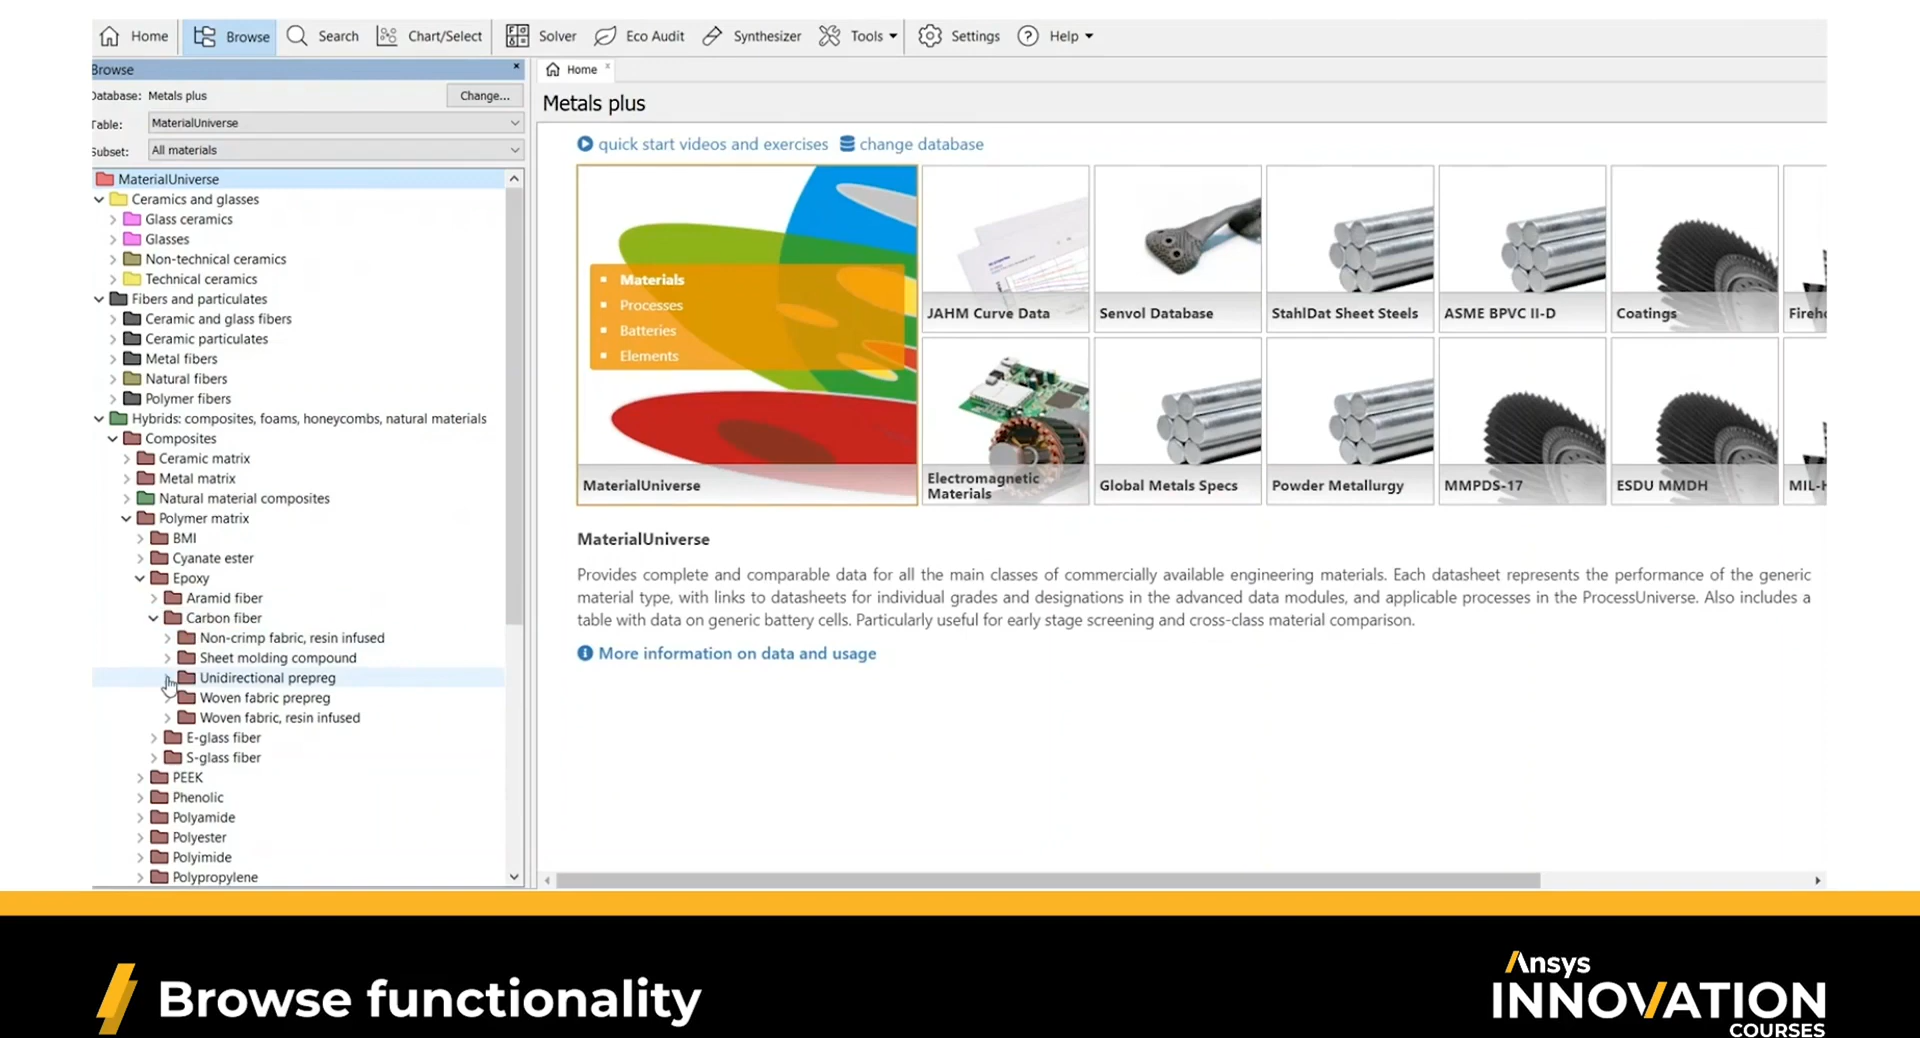 Home Browse Search Chart/Select Solver Eco Audit Synthesizer Tools Settings Help
Browse
Database: Metals plus Change...
Table: MaterialUniverse
Subset: All materials
MaterialUniverse
Ceramics and glasses
Glass ceramics
Glasses
Non-technical ceramics
Technical ceramics
Fibers and particulates
Ceramic and glass fibers
Ceramic particulates
Metal fibers
Natural fibers
Polymer fibers
Hybrids: composites, foams, honeycombs, natural materials
Composites
Ceramic matrix
Metal matrix
Natural material composites
Polymer matrix
BMI
Cyanate ester
Epoxy
Aramid fiber
Carbon fiber
Non-crimp fabric, resin infused
Sheet molding compound
Unidirectional prepreg
Woven fabric prepreg
Woven fabric, resin infused
E-glass fiber
S-glass fiber
PEEK
Phenolic
Polyamide
Polyester
Polyimide
Polypropylene
Home
Metals plus
quick start videos and exercises change database
Materials
Processes
Batteries
Elements
MaterialUniverse
JAHM Curve Data
Senvol Database
StahlDat Sheet Steels
ASME BPVC II-D
Coatings
Fireh
Electromagnetic
Materials
Global Metals Specs
Powder Metallurgy
MMPDS-17
ESDU MMDH
MIL-H
MaterialUniverse
Provides complete and comparable data for all the main classes of commercially available engineering materials. Each datasheet represents the performance of the generic
material type, with links to datasheets for individual grades and designations in the advanced data modules, and applicable processes in the ProcessUniverse. Also includes a
table with data on generic battery cells. Particularly useful for early stage screening and cross-class material comparison.
More information on data and usage
Browse functionality
Ansys
INNOVATION
COURSES